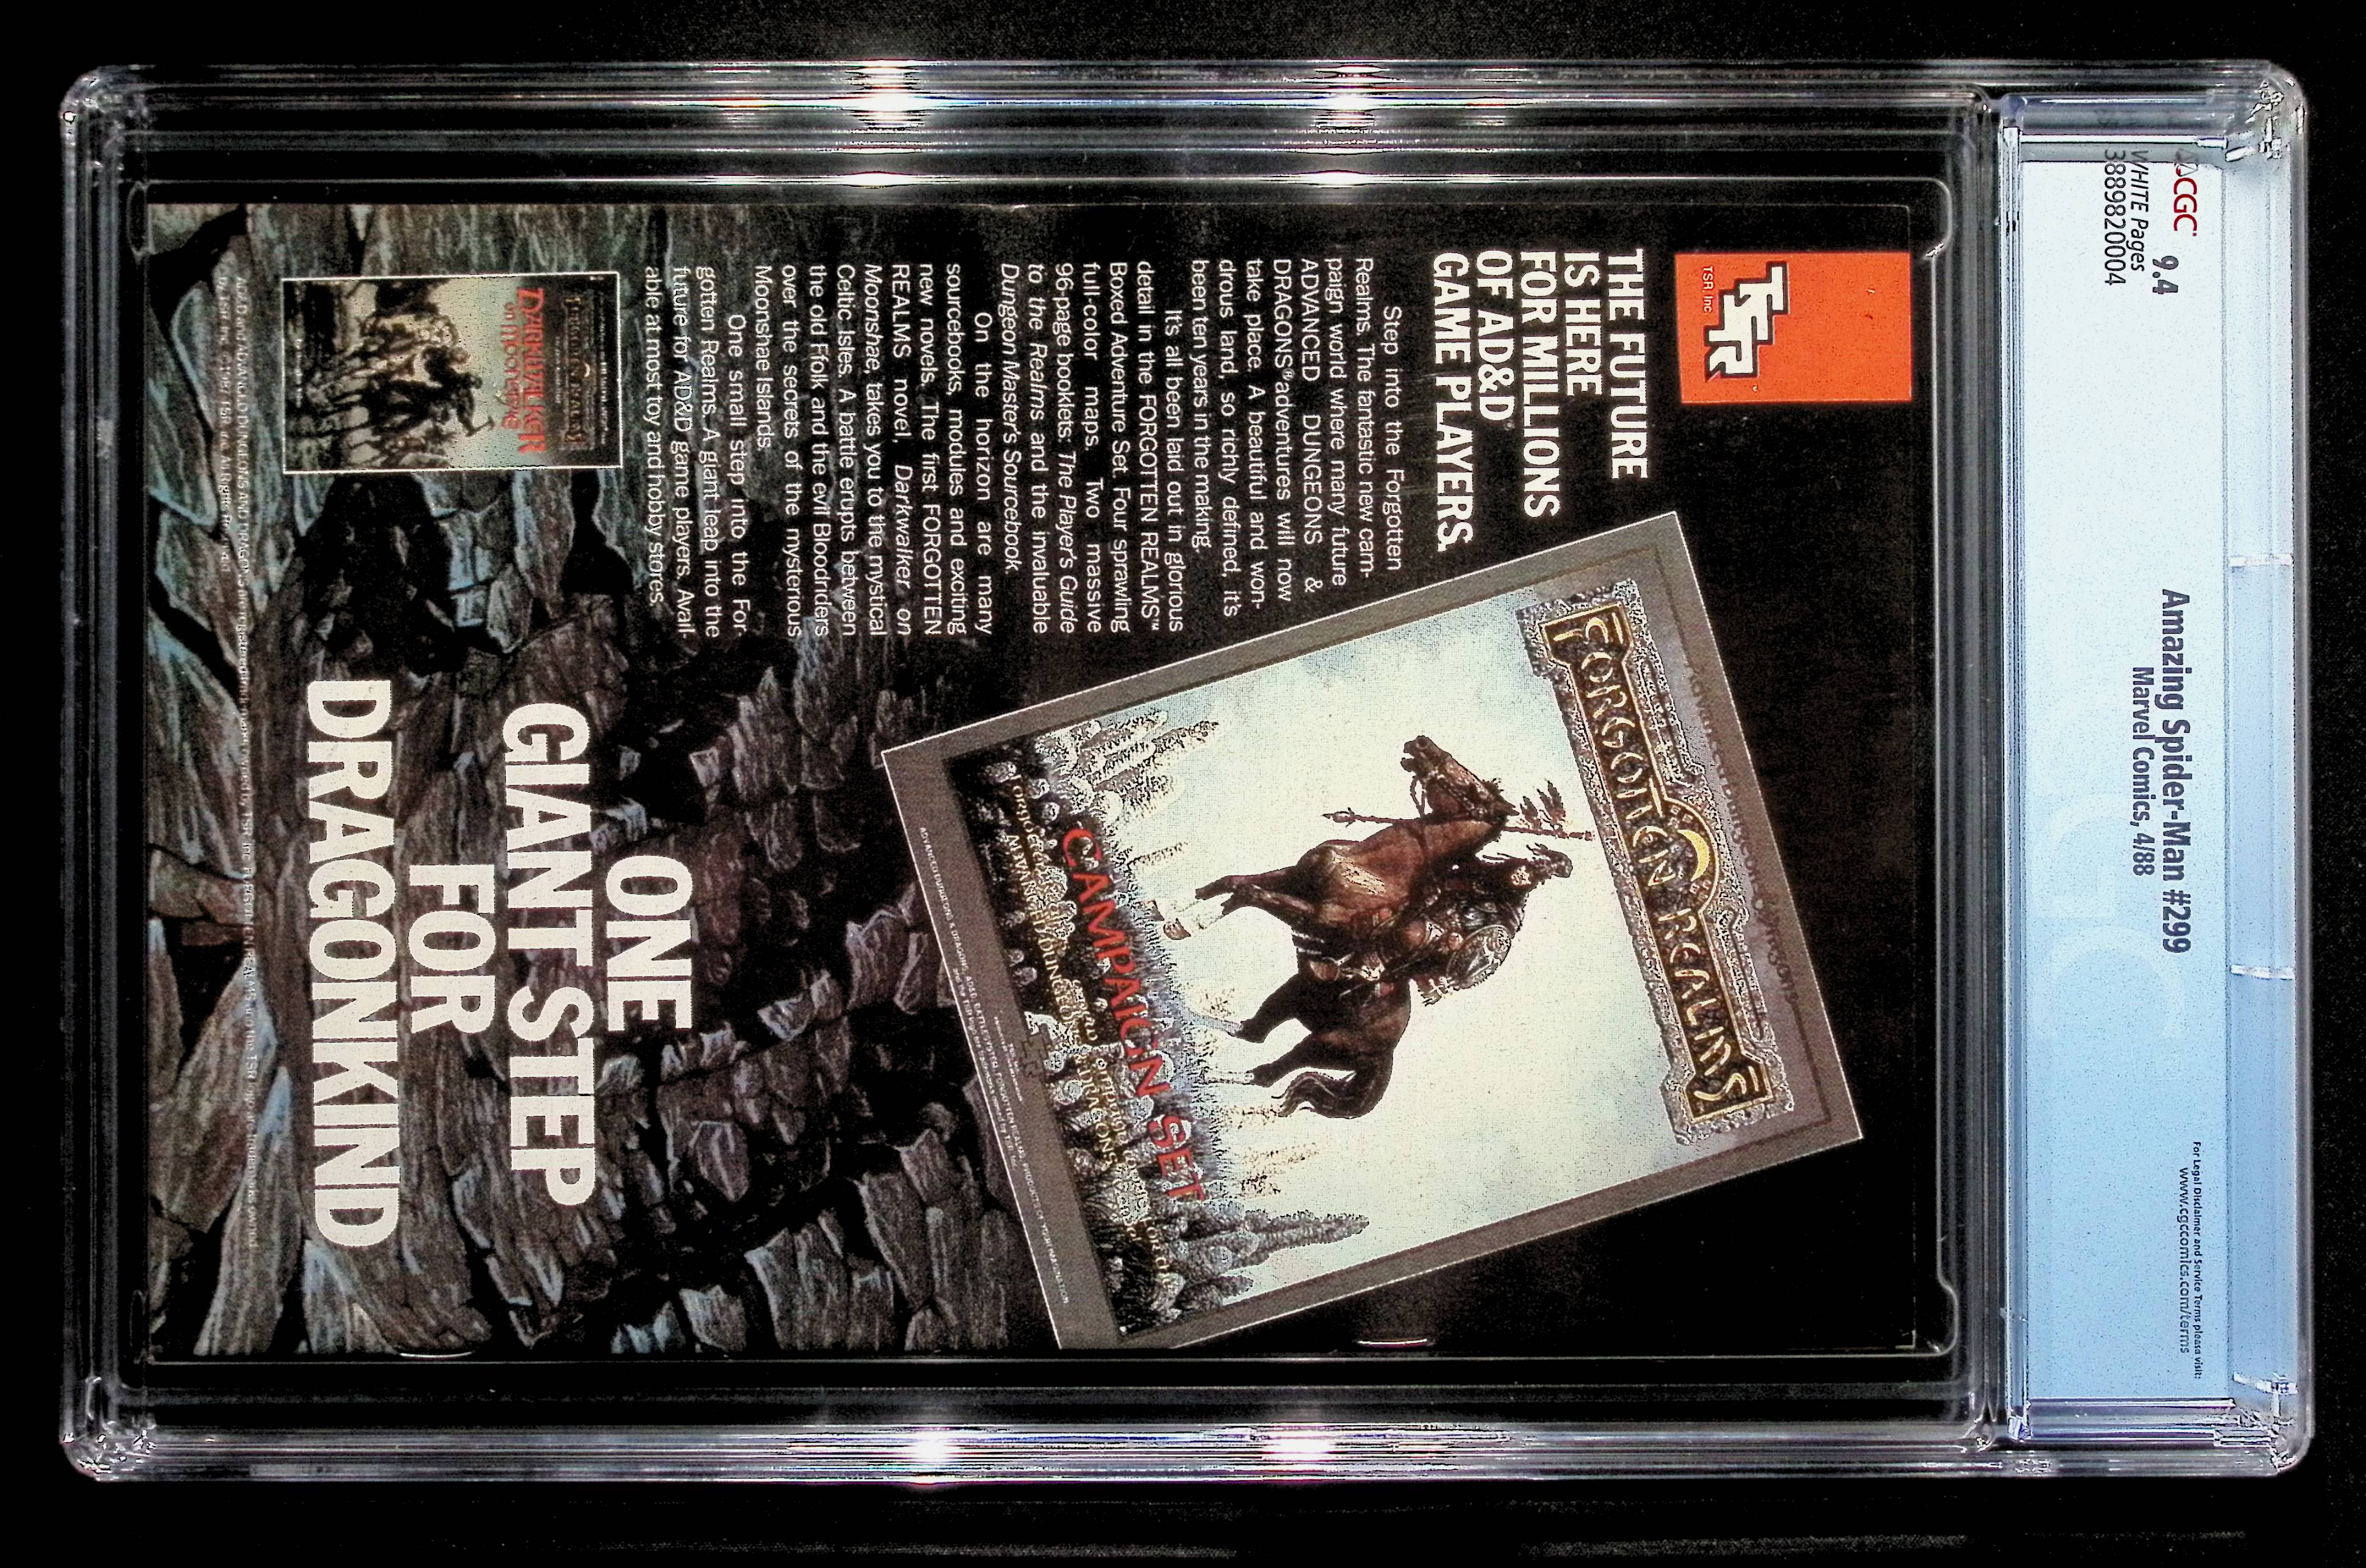 CGC 9.4
WHITE Pages
3889820004
Amazing Spider-Man #299
Marvel Comics, 4/88
For Legal Disclaimer and Service Terms please visit:
www.cgccomics.com/terms
TSR
TSR Inc
THE FUTURE
IS HERE
FOR MILLIONS
OF AD&D®
GAME PLAYERS.
Step into the Forgotten
Realms. The fantastic new cam-
paign world where many future
ADVANCED DUNGEONS &
DRAGONS® adventures will now
take place. A beautiful and won-
drous land, so richly defined, it's
been ten years in the making.
It's all been laid out in glorious
detail in the FORGOTTEN REALMS™
Boxed Adventure Set. Four sprawling
full-color maps. Two massive
96-page booklets. The Player's Guide
to the Realms and the invaluable
Dungeon Master's Sourcebook.
On the horizon are many
sourcebooks, modules and exciting
new novels. The first FORGOTTEN
REALMS novel, Darkwalker on
Moonshae, takes you to the mystical
Celtic Isles. A battle erupts between
the old Ffolk and the evil Bloodriders
over the secrets of the mysterious
Moonshae Islands.
One small step into the For-
gotten Realms. A giant leap into the
future for AD&D game players. Avail-
able at most toy and hobby stores.
FORGOTTEN REALMS
CAMPAIGN SET
FORGOTTEN REALMS
DARKWALKER
on MOONSHAE
ONE
GIANT STEP
FOR
DRAGONKIND